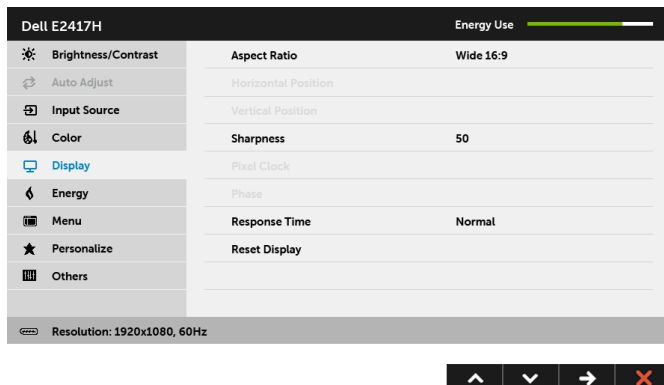 Dell E2417H Energy Use
Brightness/Contrast Aspect Ratio Wide 16:9
Auto Adjust Horizontal Position
Input Source Vertical Position
Color Sharpness 50
Display Pixel Clock
Energy Phase
Menu Response Time Normal
Personalize Reset Display
Others
Resolution: 1920x1080, 60Hz